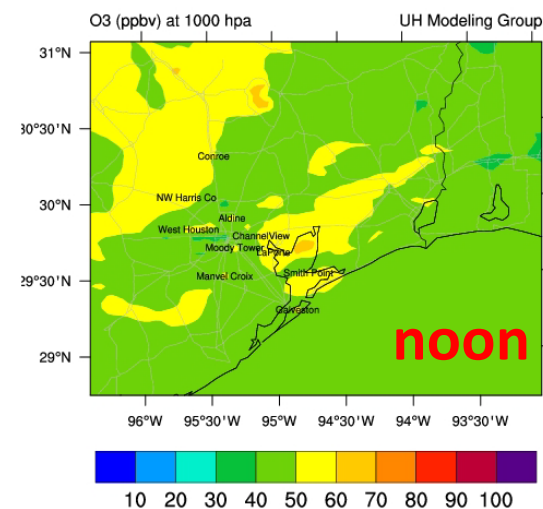 O3 (ppbv) at 1000 hpa UH Modeling Group
31°N
30°30'N
Conroe
NW Harris Co
30°N
Aldine
West Houston
ChannelView
Moody Tower
LaPorte
29°30'N
Manvel Croix
Smith Point
Galveston
noon
29°N
96°W 95°30'W 95°W 94°30'W 94°W 93°30'W
10 20 30 40 50 60 70 80 90 100